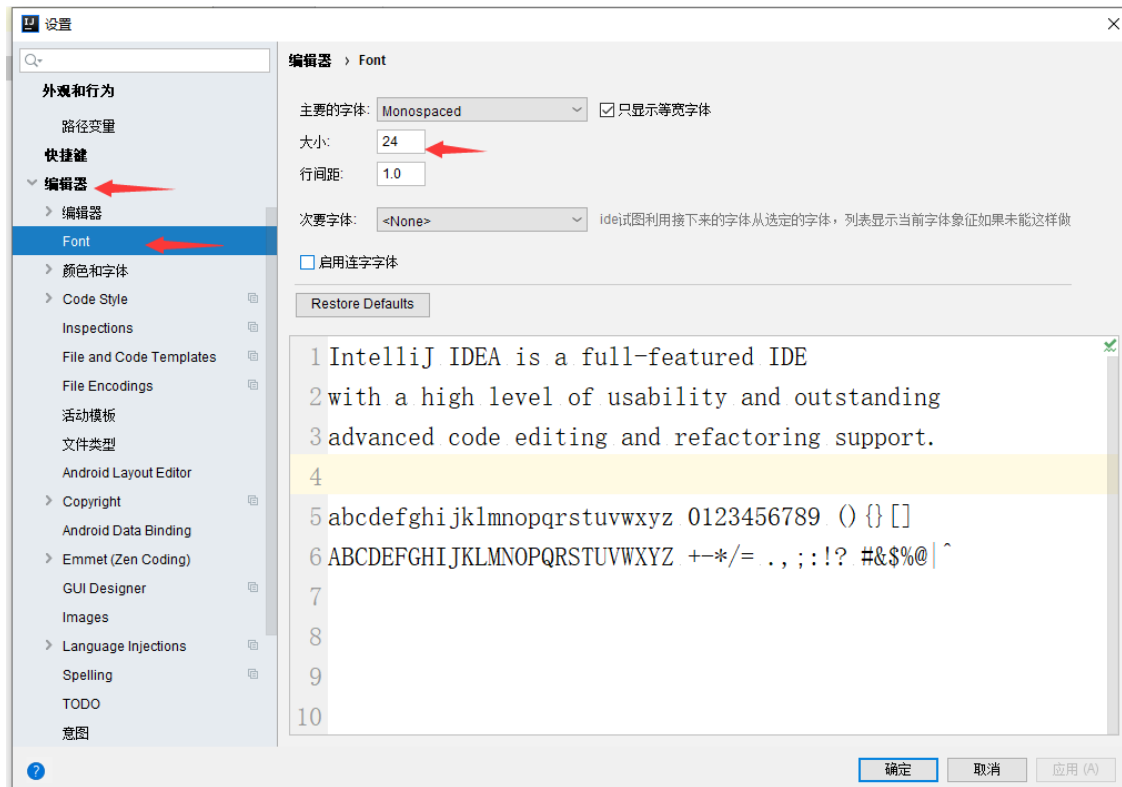 设置
外观和行为
路径变量
快捷键
编辑器
编辑器
Font
颜色和字体
Code Style
Inspections
File and Code Templates
File Encodings
活动模板
文件类型
Android Layout Editor
Copyright
Android Data Binding
Emmet (Zen Coding)
GUI Designer
Images
Language Injections
Spelling
TODO
意图
编辑器 › Font
主要的字体: Monospaced 只显示等宽字体
大小: 24
行间距: 1.0
次要字体: <None> ide试图利用接下来的字体从选定的字体，列表显示当前字体象征如果未能这样做
启用连字字体
Restore Defaults
1 IntelliJ IDEA is a full-featured IDE
2 with a high level of usability and outstanding
3 advanced code editing and refactoring support.
4
5 abcdefghijklmnopqrstuvwxyz 0123456789 (){}[]
6 ABCDEFGHIJKLMNOPQRSTUVWXYZ +-*/= .,;:!? #&$%@|^
7
8
9
10
? 确定 取消 应用 (A)